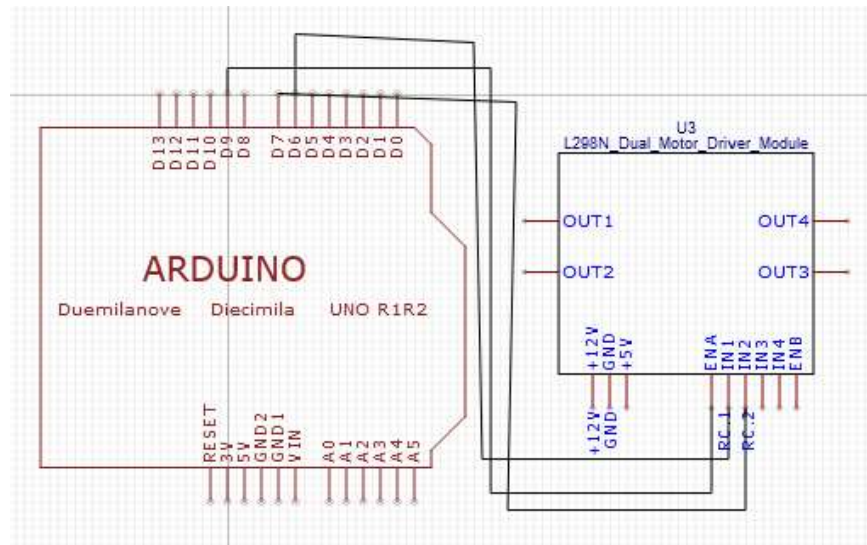 D13
D12
D11
D10
D9
D8
D7
D6
D5
D4
D3
D2
D1
D0
U3
L298N_Dual_Motor_Driver_Module
OUT1
OUT4
OUT2
OUT3
ARDUINO
Duemilanove Diecimila UNO R1R2
+12V
GND
+5V
ENA
IN1
IN2
IN3
IN4
ENB
+12V
GND
RC.1
RC.2
RESET
3V
5V
GND2
GND1
VIN
A0
A1
A2
A3
A4
A5